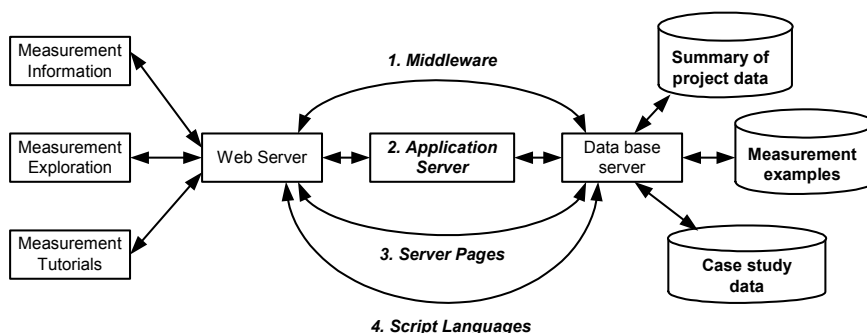 Measurement
Information
Measurement
Exploration
Measurement
Tutorials
Web Server
1. Middleware
2. Application
Server
3. Server Pages
4. Script Languages
Data base
server
Summary of
project data
Measurement
examples
Case study
data